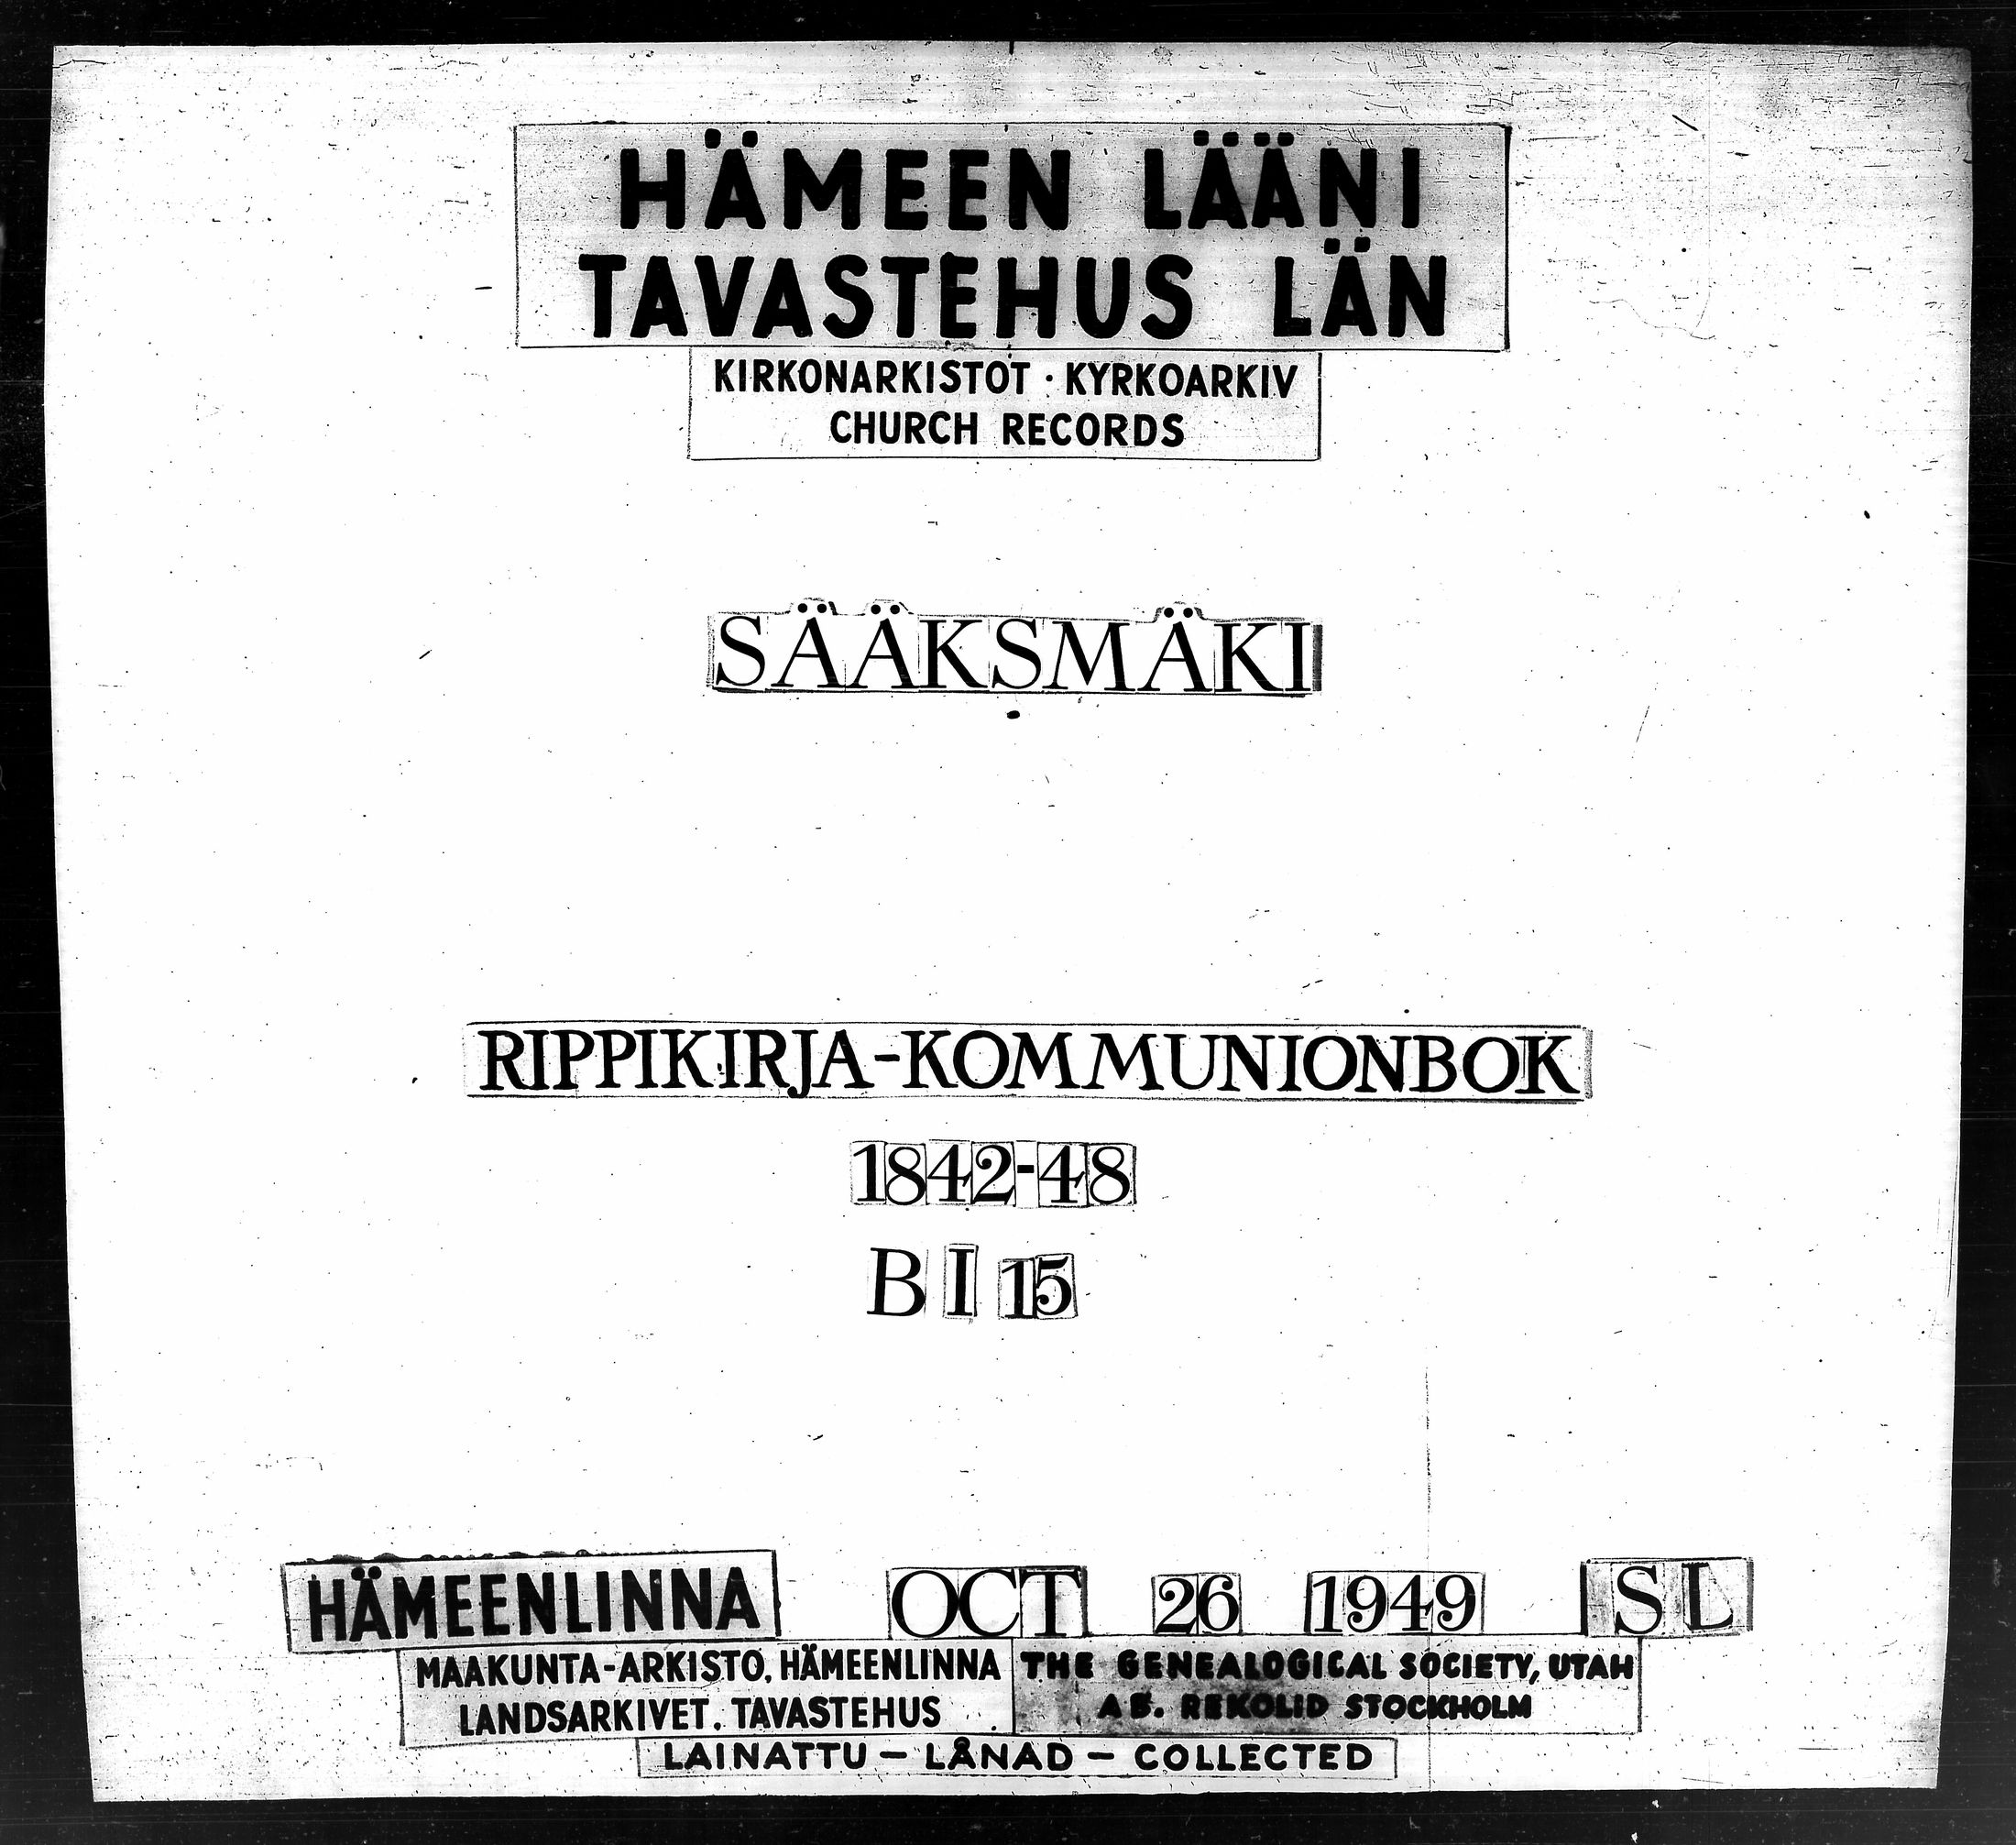 HÄMEEN LÄÄNI
TAVASTEHUS LÄN
KIRKONARKISTOT · KYRKOARKIV
CHURCH RECORDS
SÄÄKSMÄKI
RIPPIKIRJA-KOMMUNIONBOK
1842-48
B I 15
HÄMEENLINNA OCT 26 1949 SL
MAAKUNTA-ARKISTO. HÄMEENLINNA
LANDSARKIVET. TAVASTEHUS
THE GENEALOGICAL SOCIETY, UTAH
AB. REKOLID STOCKHOLM
LAINATTU - LÅNAD - COLLECTED